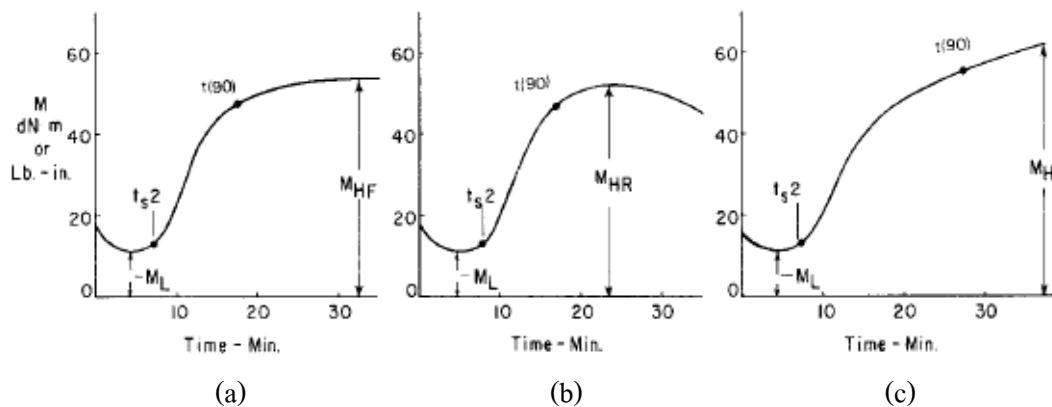 60
40
20
0
M
dN m
or
Lb.-in.
t(90)
t_s2
M_HF
-M_L
10 20 30
Time - Min.
(a)
60
40
20
0
t(90)
t_s2
M_HR
-M_L
10 20 30
Time - Min.
(b)
60
40
20
0
t(90)
t_s2
M_H
-M_L
10 20 30
Time - Min.
(c)